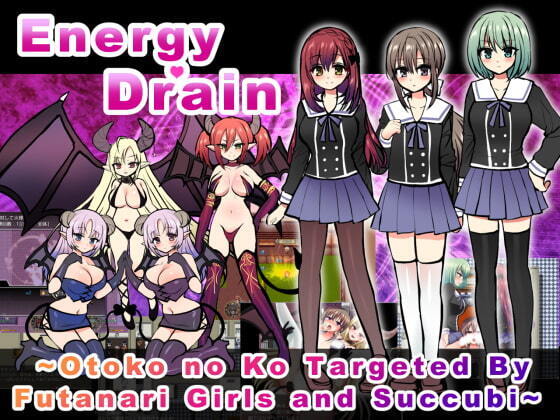 Energy
Drain
~Otoko no Ko Targeted By
Futanari Girls and Succubi~